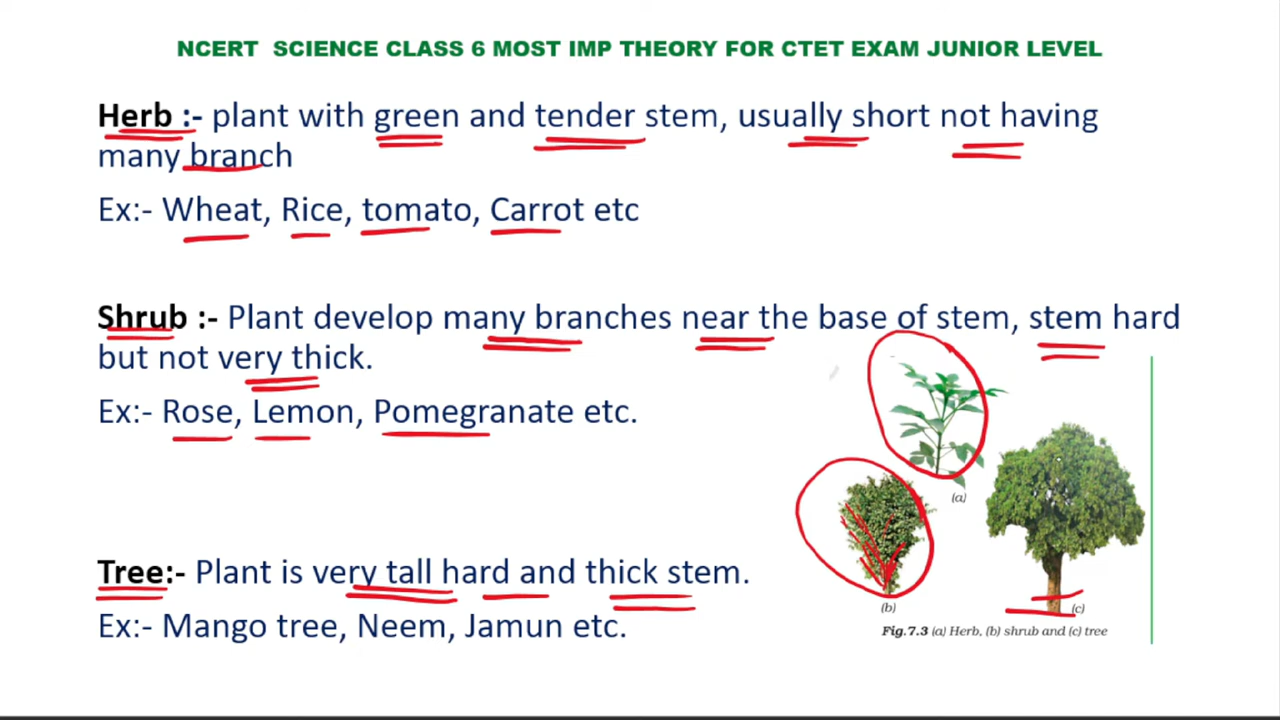 NCERT SCIENCE CLASS 6 MOST IMP THEORY FOR CTET EXAM JUNIOR LEVEL
Herb :- plant with green and tender stem, usually short not having
many branch
Ex:- Wheat, Rice, tomato, Carrot etc
Shrub :- Plant develop many branches near the base of stem, stem hard
but not very thick.
Ex:- Rose, Lemon, Pomegranate etc.
Tree:- Plant is very tall hard and thick stem.
Ex:- Mango tree, Neem, Jamun etc.
(a)
(b)
(c)
Fig.7.3 (a) Herb, (b) shrub and (c) tree